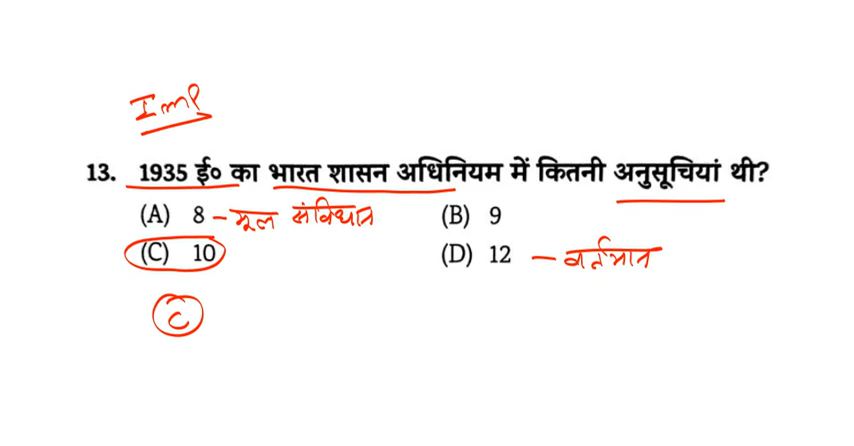 Imp
13. 1935 ई० का भारत शासन अधिनियम में कितनी अनुसूचियां थी?
(A) 8 – मूल संविधान (B) 9
(C) 10 (D) 12 – वर्तमान
C